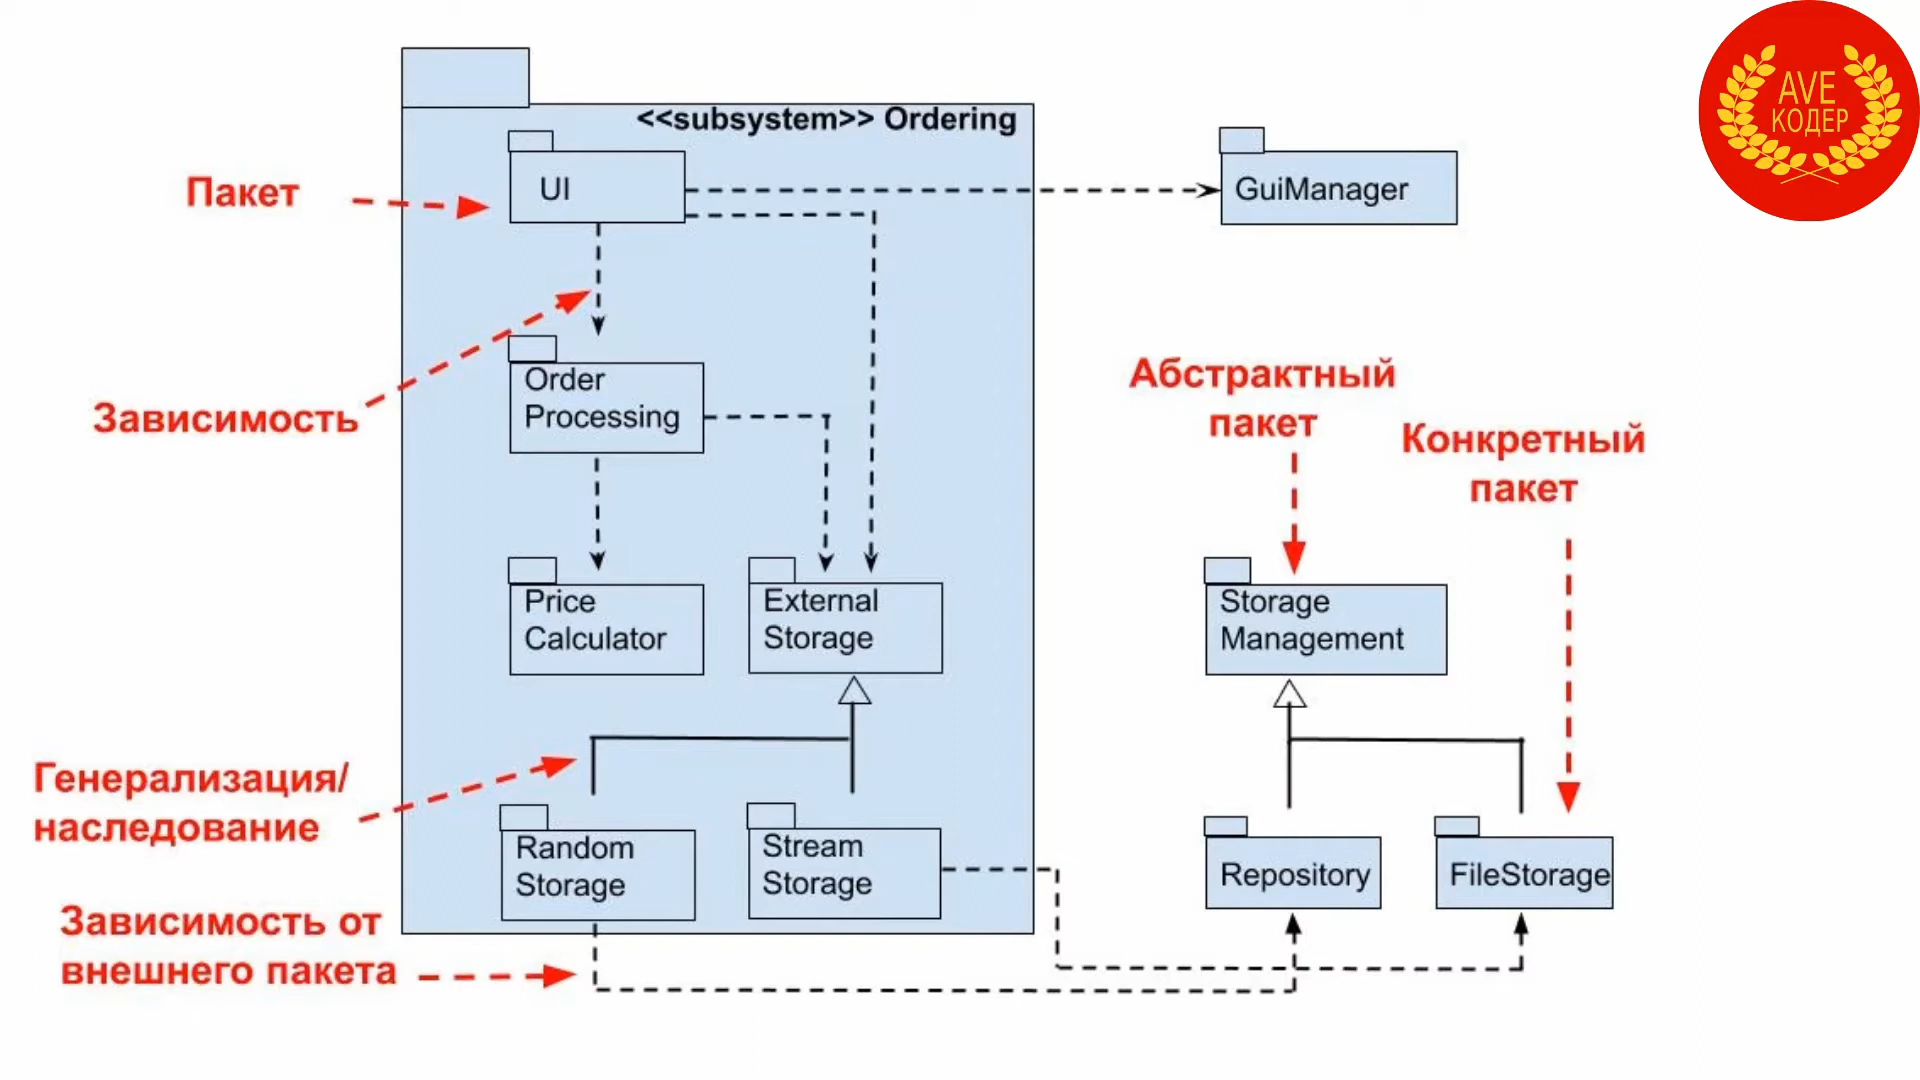 <<subsystem>> Ordering
AVE
КОДЕР
Пакет
UI
GuiManager
Зависимость
Order
Processing
Абстрактный
пакет
Конкретный
пакет
Price
Calculator
External
Storage
Storage
Management
Генерализация/
наследование
Random
Storage
Stream
Storage
Repository
FileStorage
Зависимость от
внешнего пакета